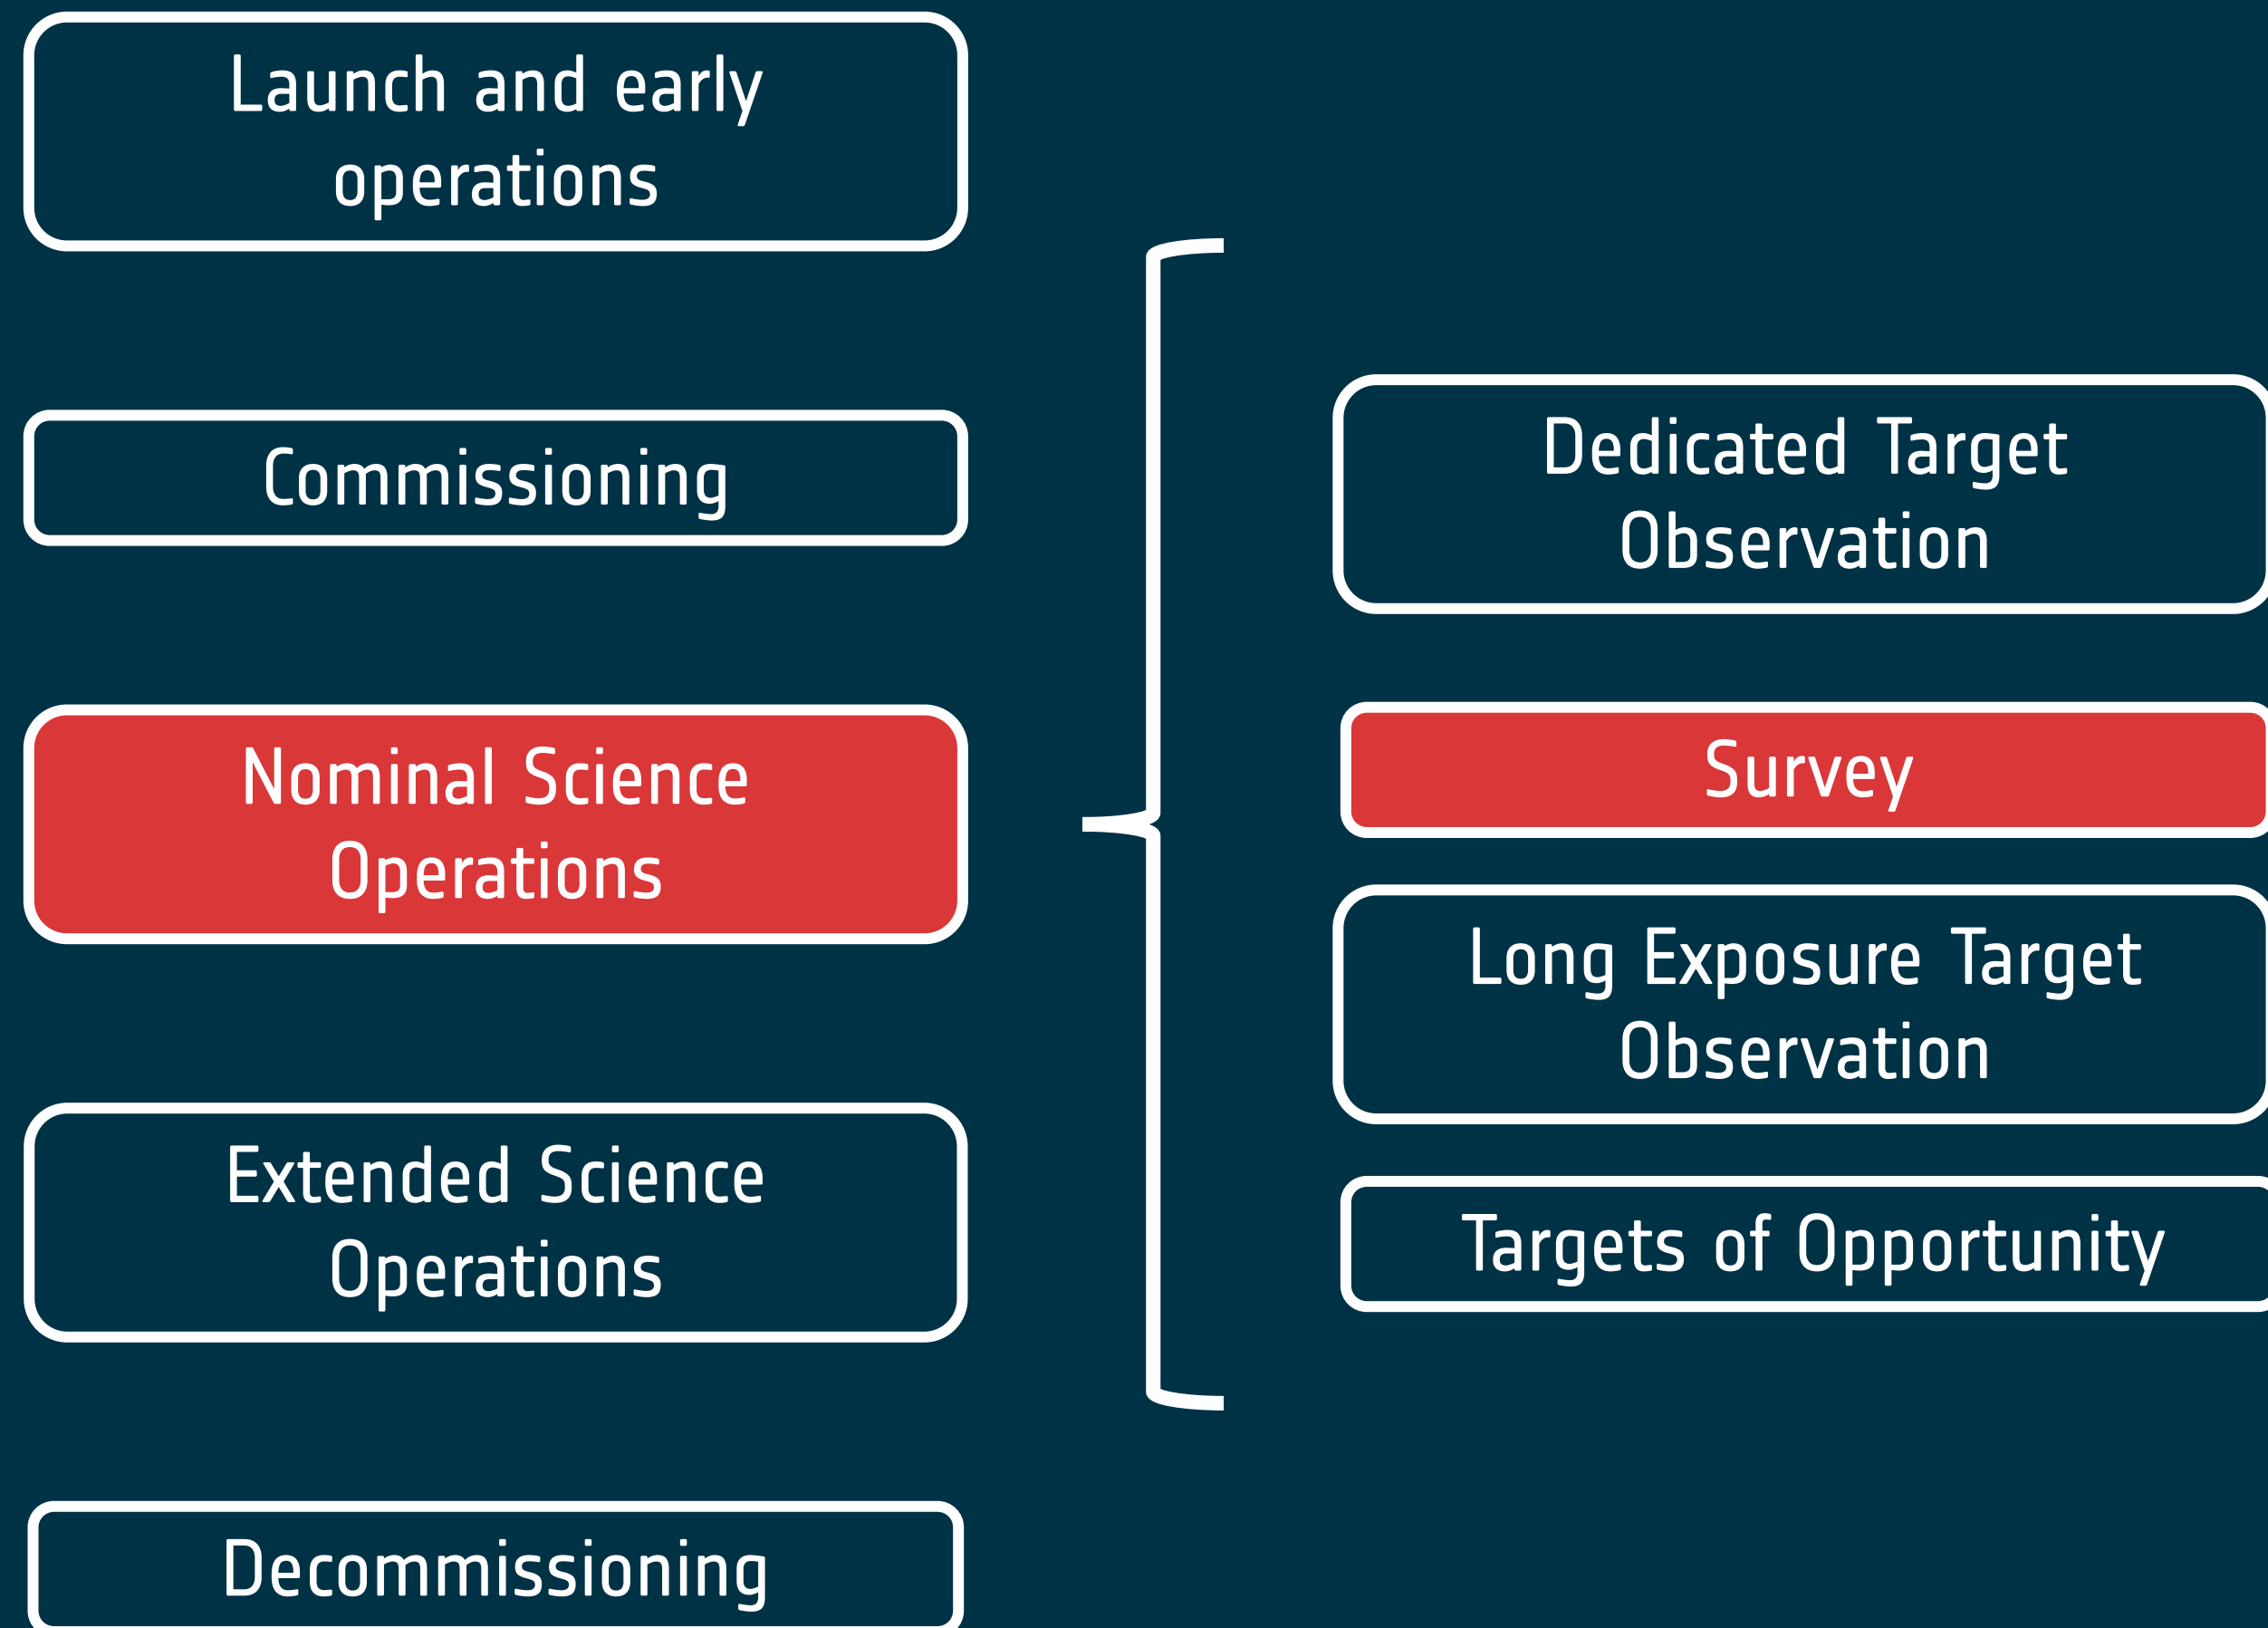 Launch and early
operations
Commissioning
Nominal Science
Operations
Extended Science
Operations
Decommissioning
Dedicated Target
Observation
Survey
Long Exposure Target
Observation
Targets of Opportunity